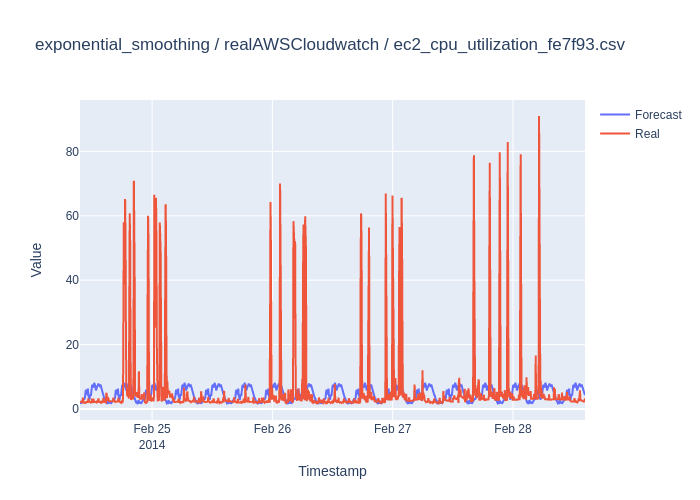 exponential_smoothing / realAWSCloudwatch / ec2_cpu_utilization_fe7f93.csv
Forecast
Real
80
60
40
20
0
Value
Feb 25
2014
Feb 26
Feb 27
Feb 28
Timestamp